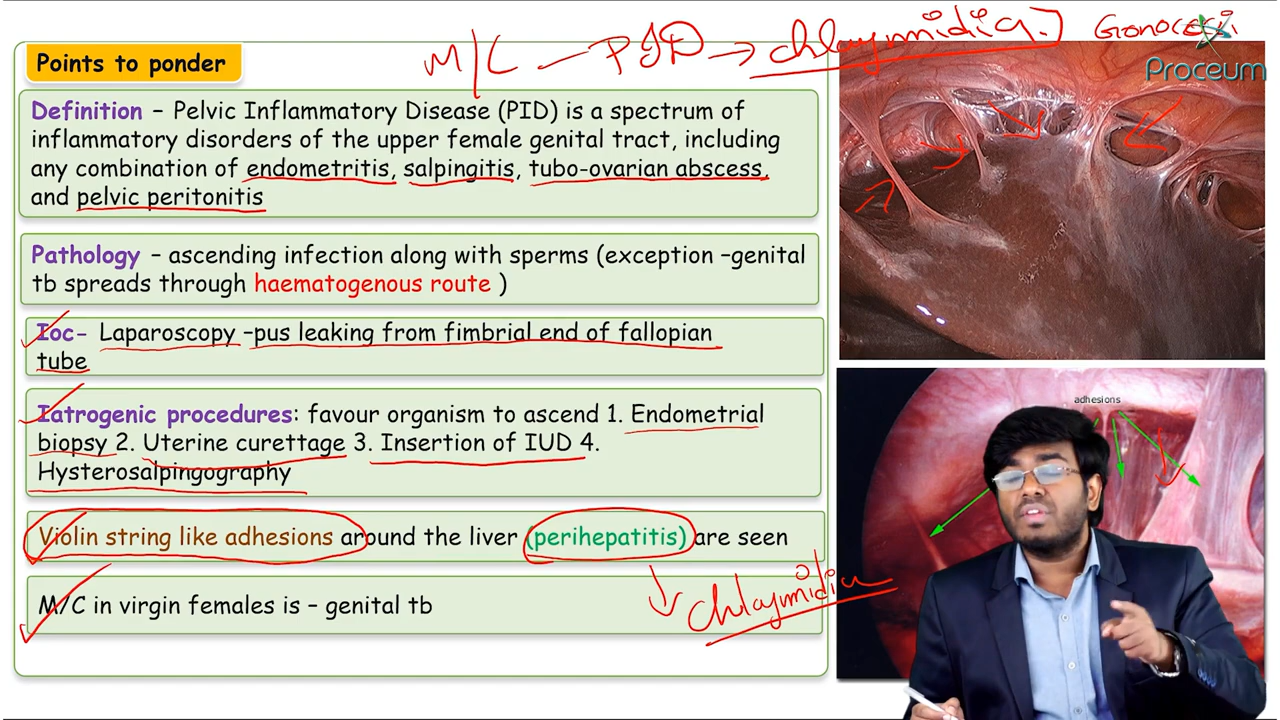 M/C — PID → chlaymidia. Gonococci
Proceum
Points to ponder
Definition – Pelvic Inflammatory Disease (PID) is a spectrum of
inflammatory disorders of the upper female genital tract, including
any combination of endometritis, salpingitis, tubo-ovarian abscess,
and pelvic peritonitis
Pathology – ascending infection along with sperms (exception –genital
tb spreads through haematogenous route )
Ioc- Laparoscopy –pus leaking from fimbrial end of fallopian
tube
Iatrogenic procedures: favour organism to ascend 1. Endometrial
biopsy 2. Uterine curettage 3. Insertion of IUD 4.
Hysterosalpingography
Violin string like adhesions around the liver (perihepatitis) are seen
chlaymidia
M/C in virgin females is – genital tb
adhesions